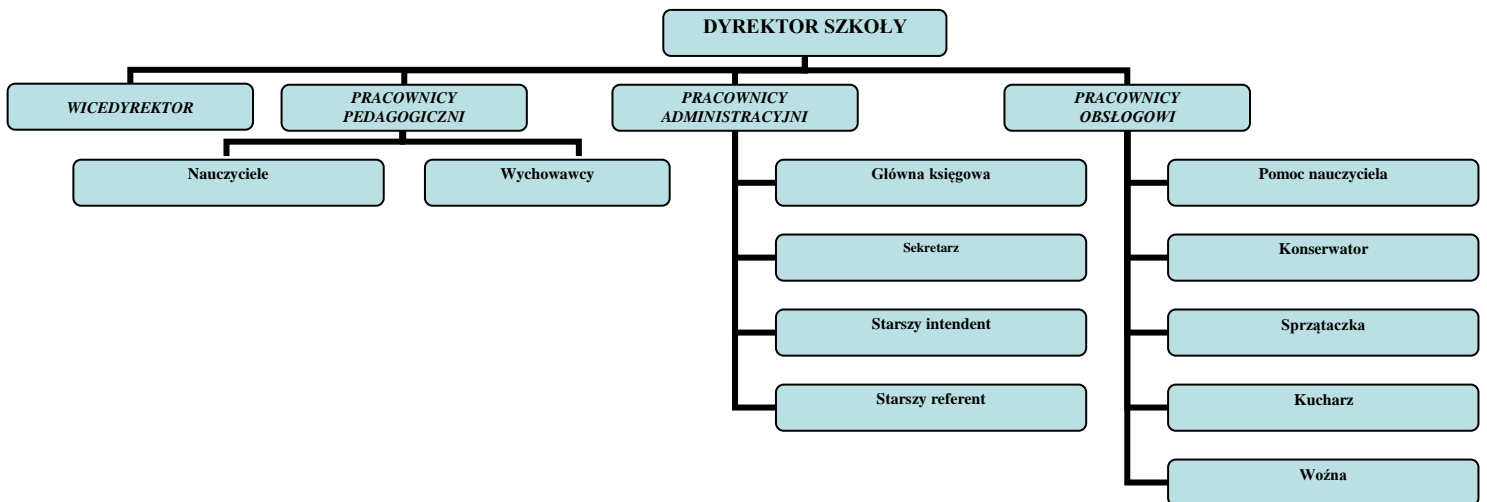 DYREKTOR SZKOŁY
WICEDYREKTOR
PRACOWNICY
PEDAGOGICZNI
PRACOWNICY
ADMINISTRACYJNI
PRACOWNICY
OBSŁOGOWI
Nauczyciele
Wychowawcy
Główna księgowa
Sekretarz
Starszy intendent
Starszy referent
Pomoc nauczyciela
Konserwator
Sprzątaczka
Kucharz
Woźna